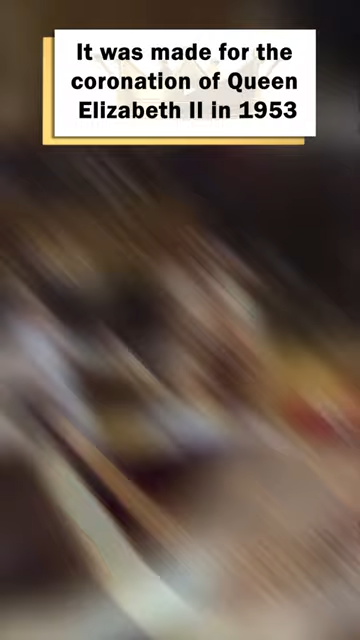 It was made for the
coronation of Queen
Elizabeth II in 1953